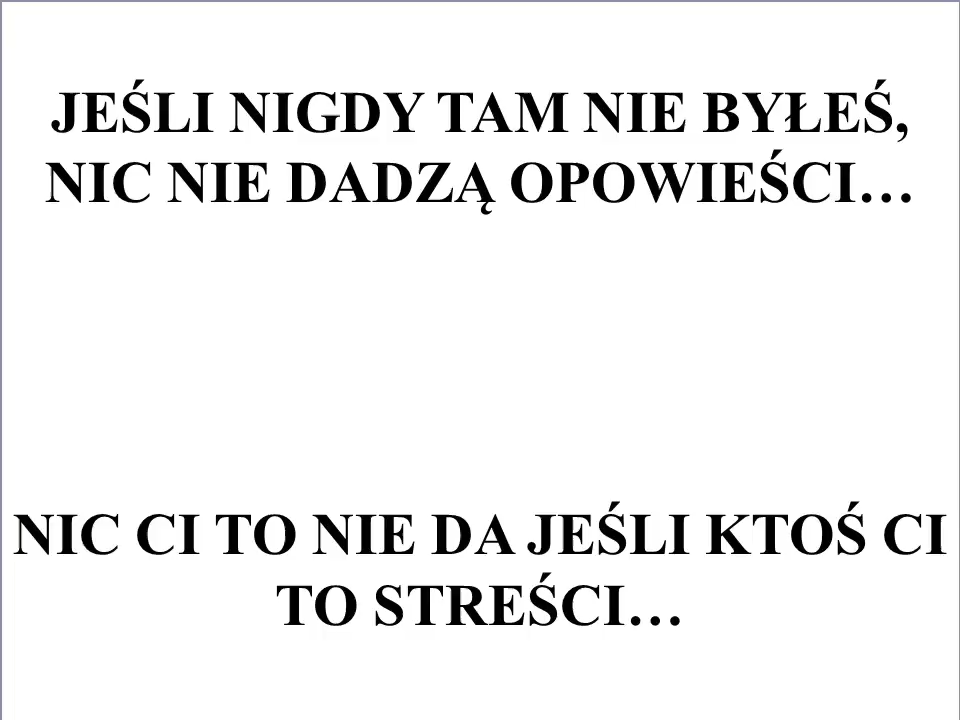 JEŚLI NIGDY TAM NIE BYŁEŚ,
NIC NIE DADZĄ OPOWIEŚCI…
NIC CI TO NIE DA JEŚLI KTOŚ CI
TO STREŚCI…